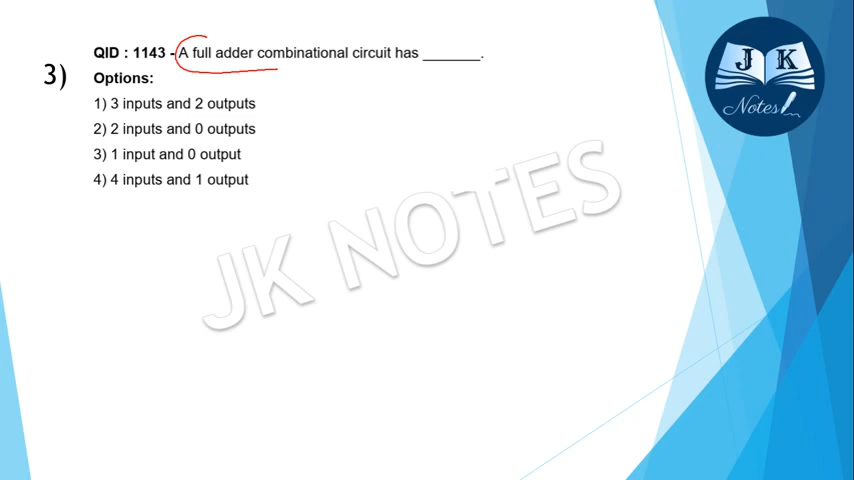 QID : 1143 - A full adder combinational circuit has _______.
3)
Options:
1) 3 inputs and 2 outputs
2) 2 inputs and 0 outputs
3) 1 input and 0 output
4) 4 inputs and 1 output
JK NOTES
J K
Notes